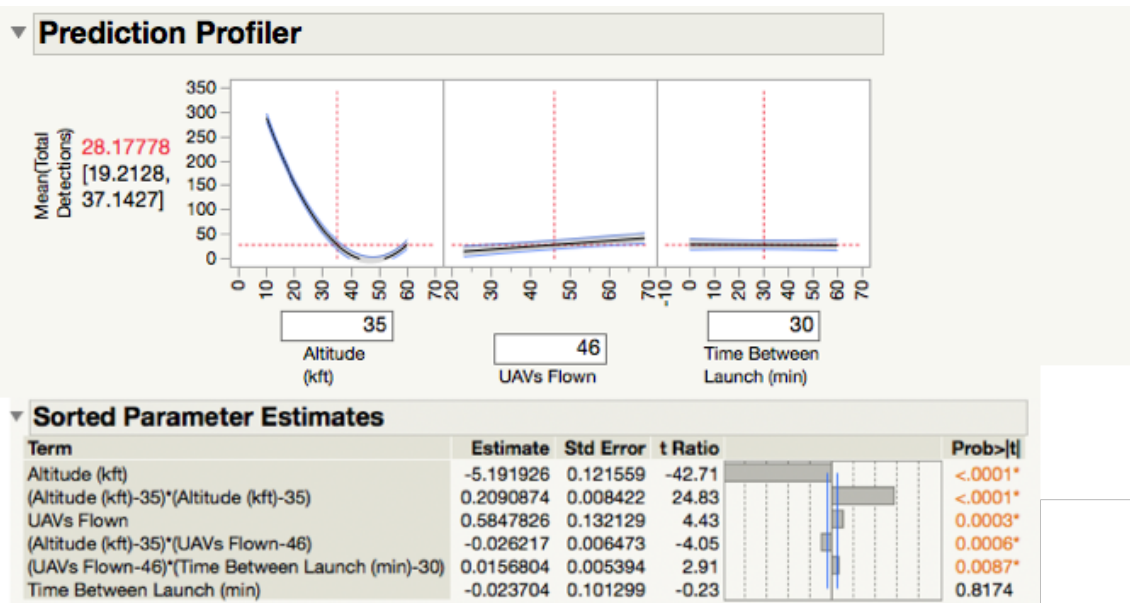 Prediction Profiler
Mean(Total
Detections)
28.17778
[19.2128,
37.1427]
350
300
250
200
150
100
50
0
0 10 20 30 40 50 60 70 20 30 40 50 60 70 -10 0 10 20 30 40 50 60 70
35 46 30
Altitude
(kft)
UAVs Flown
Time Between
Launch (min)
Sorted Parameter Estimates
Term Estimate Std Error t Ratio Prob>|t|
Altitude (kft) -5.191926 0.121559 -42.71 <.0001*
(Altitude (kft)-35)*(Altitude (kft)-35) 0.2090874 0.008422 24.83 <.0001*
UAVs Flown 0.5847826 0.132129 4.43 0.0003*
(Altitude (kft)-35)*(UAVs Flown-46) -0.026217 0.006473 -4.05 0.0006*
(UAVs Flown-46)*(Time Between Launch (min)-30) 0.0156804 0.005394 2.91 0.0087*
Time Between Launch (min) -0.023704 0.101299 -0.23 0.8174